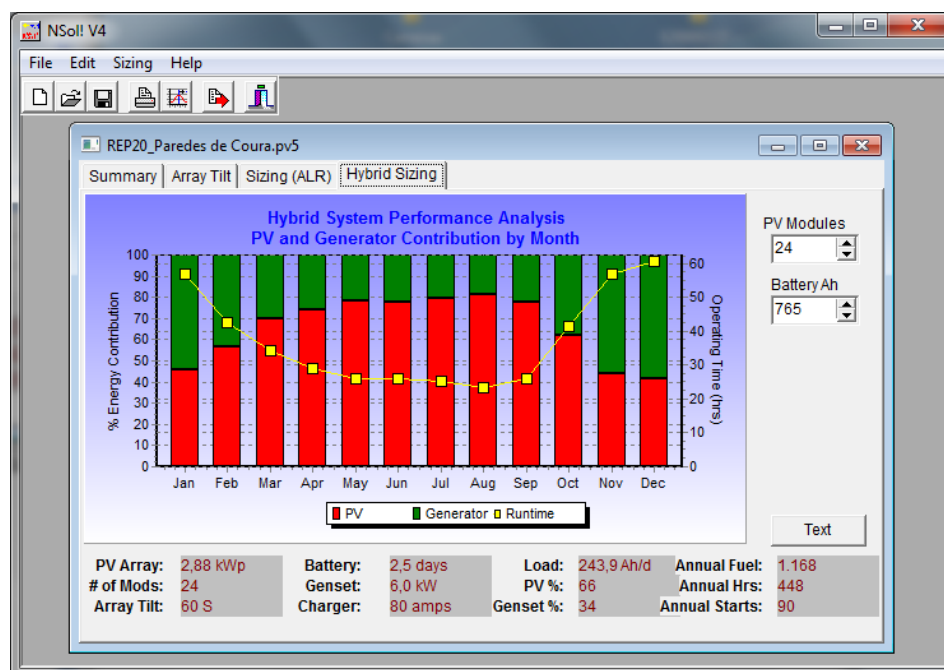 NSol! V4
File Edit Sizing Help
REP20_Paredes de Coura.pv5
Summary Array Tilt Sizing (ALR) Hybrid Sizing
Hybrid System Performance Analysis
PV and Generator Contribution by Month
% Energy Contribution
100
90
80
70
60
50
40
30
20
10
0
Jan Feb Mar Apr May Jun Jul Aug Sep Oct Nov Dec
60
50
40
30
20
10
0
Operating Time (hrs)
PV Generator Runtime
PV Modules
24
Battery Ah
765
Text
PV Array: 2,88 kWp Battery: 2,5 days Load: 243,9 Ah/d Annual Fuel: 1.168
# of Mods: 24 Genset: 6,0 kW PV %: 66 Annual Hrs: 448
Array Tilt: 60 S Charger: 80 amps Genset %: 34 Annual Starts: 90